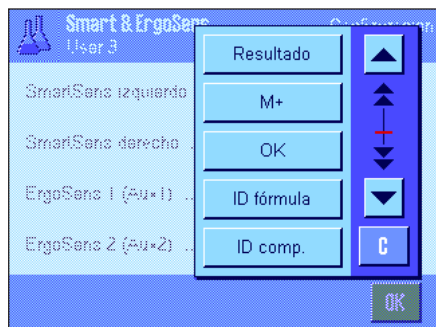 Smart & ErgoSens
User 3
SmartSens izquierdo
SmartSens derecho ..
ErgoSens 1 (Aux1) ...
ErgoSens 2 (Aux2) ...
Resultado
M+
OK
ID fórmula
ID comp.
C
OK